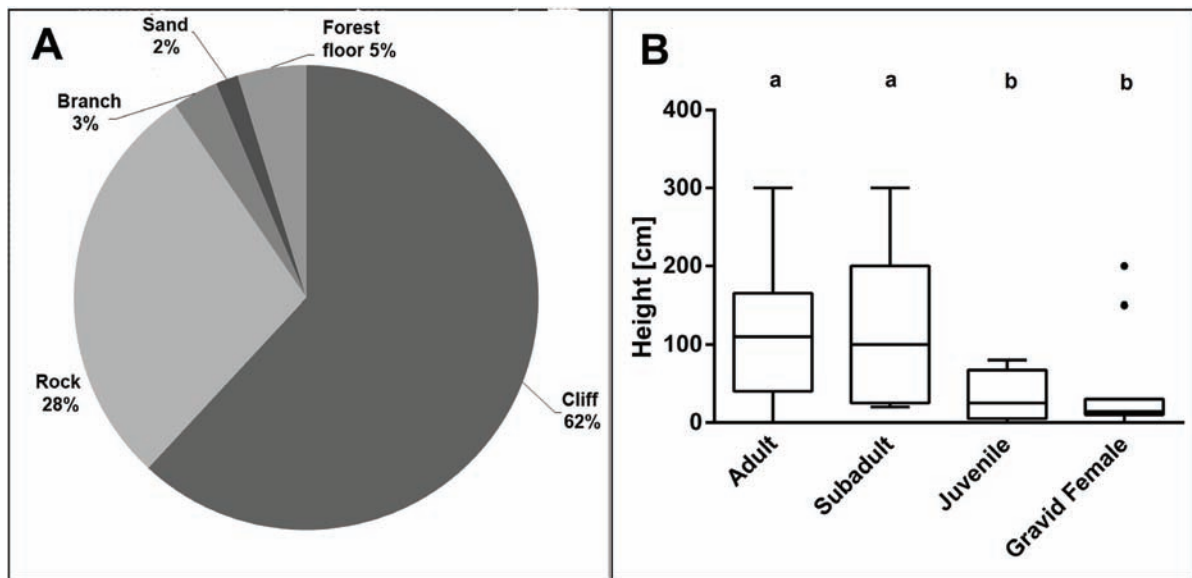 A
Sand
2%
Forest
floor 5%
Branch
3%
Rock
28%
Cliff
62%
B
a a b b
400
300
200
100
0
Height [cm]
Adult
Subadult
Juvenile
Gravid Female